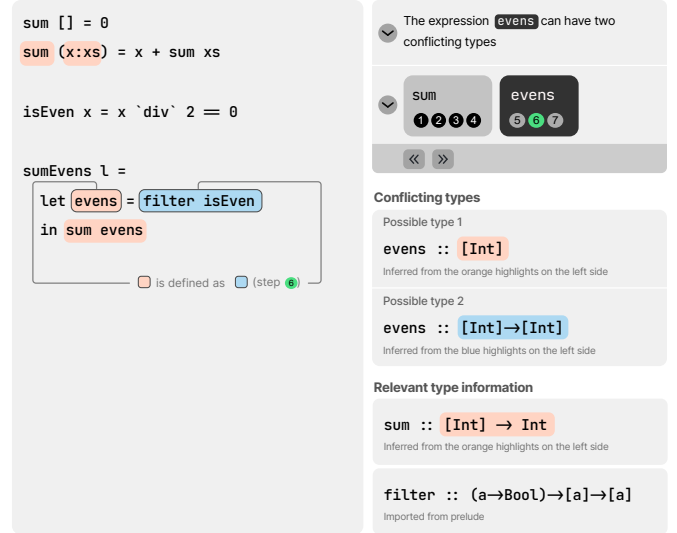 sum [] = 0
sum (x:xs) = x + sum xs
isEven x = x `div` 2 == 0
sumEvens l =
let evens = filter isEven
in sum evens
is defined as (step 6)
The expression evens can have two
conflicting types
sum
1 2 3 4
evens
5 6 7
« »
Conflicting types
Possible type 1
evens :: [Int]
Inferred from the orange highlights on the left side
Possible type 2
evens :: [Int]→[Int]
Inferred from the blue highlights on the left side
Relevant type information
sum :: [Int] → Int
Inferred from the orange highlights on the left side
filter :: (a→Bool)→[a]→[a]
Imported from prelude